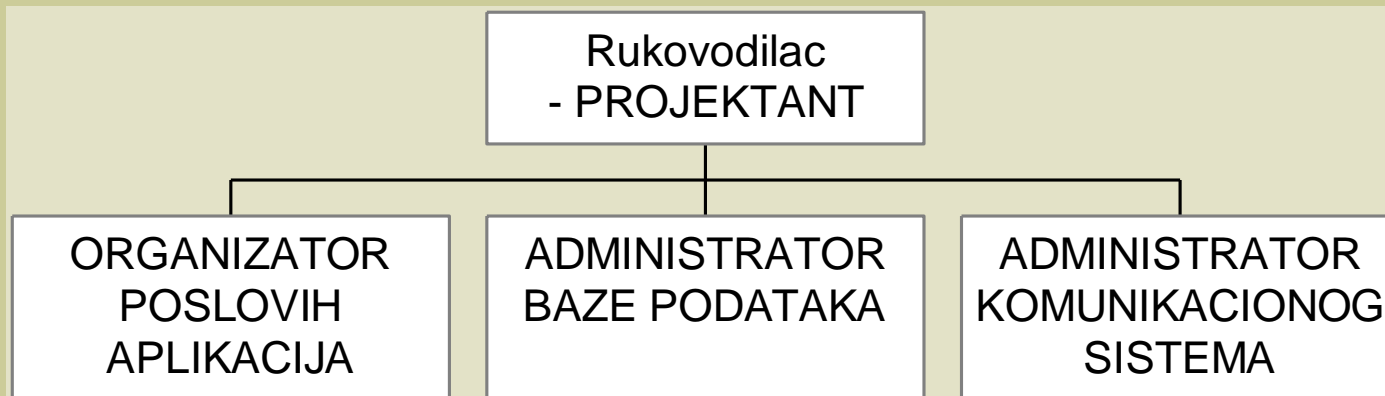 Rukovodilac
- PROJEKTANT
ORGANIZATOR
POSLOVIH
APLIKACIJA
ADMINISTRATOR
BAZE PODATAKA
ADMINISTRATOR
KOMUNIKACIONOG
SISTEMA